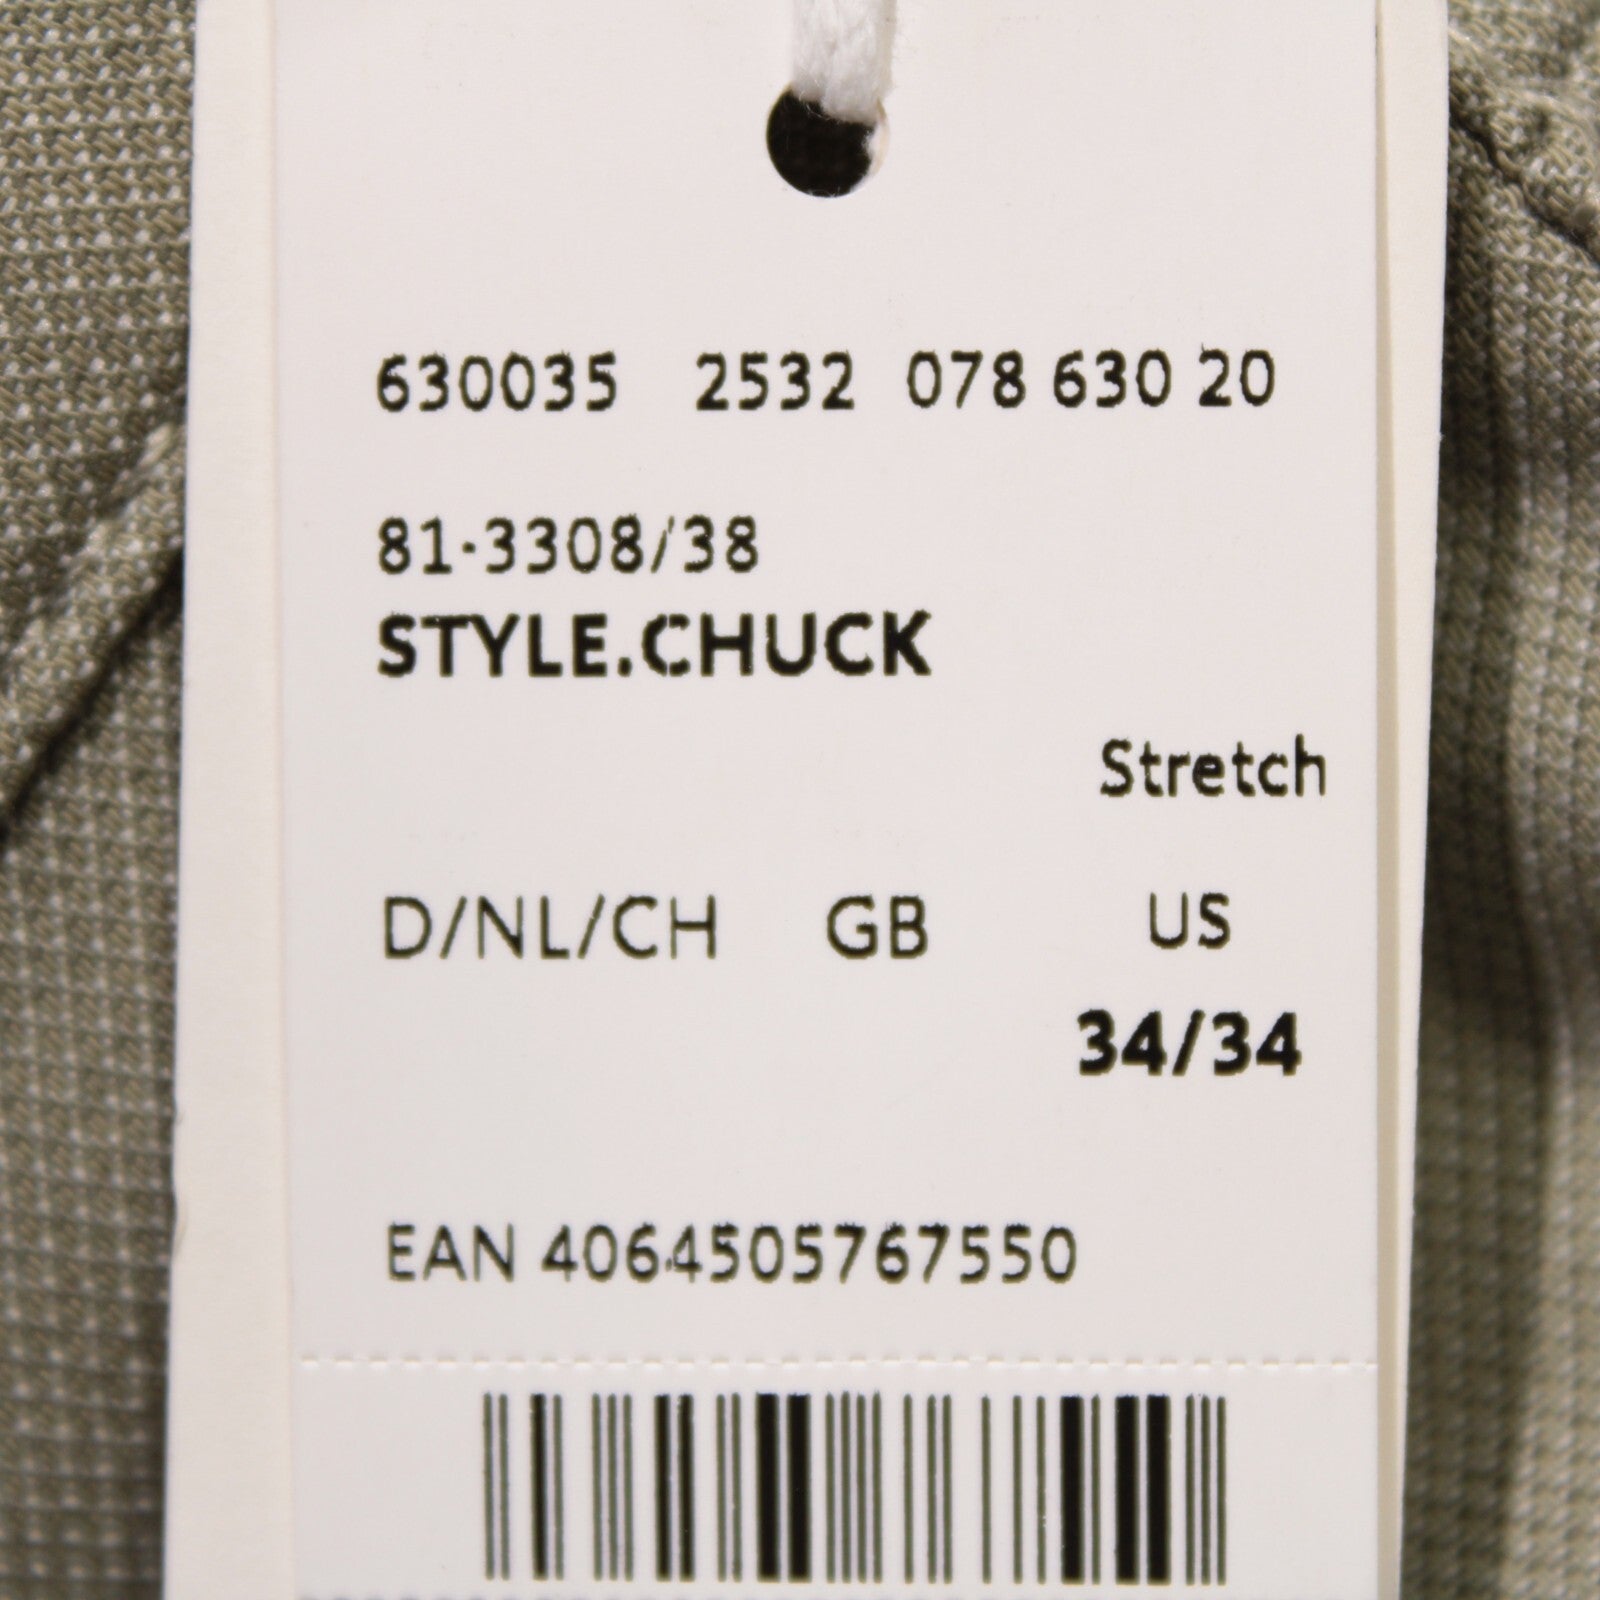 630035 2532 078 630 20
81-3308/38
STYLE.CHUCK
Stretch
D/NL/CH GB US
34/34
EAN 4064505767550